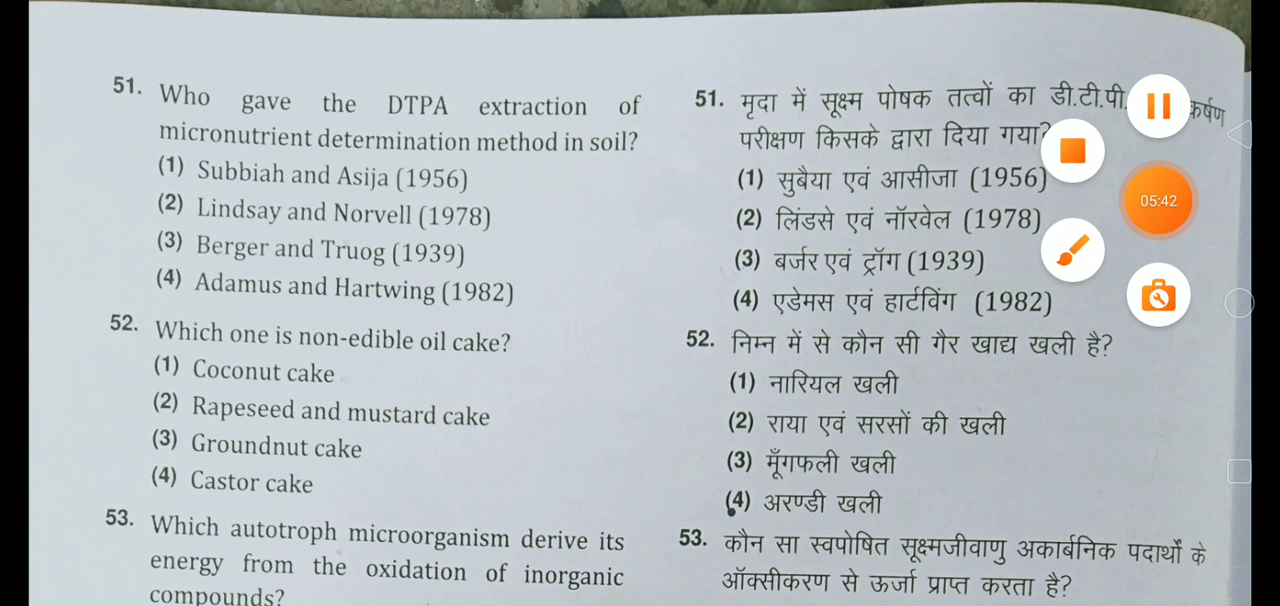 51. Who gave the DTPA extraction of
micronutrient determination method in soil?
(1) Subbiah and Asija (1956)
(2) Lindsay and Norvell (1978)
(3) Berger and Truog (1939)
(4) Adamus and Hartwing (1982)
52. Which one is non-edible oil cake?
(1) Coconut cake
(2) Rapeseed and mustard cake
(3) Groundnut cake
(4) Castor cake
53. Which autotroph microorganism derive its
energy from the oxidation of inorganic
compounds?
51. मृदा में सूक्ष्म पोषक तत्वों का डी.टी.पी.
परीक्षण किसके द्वारा दिया गया?
(1) सुबैया एवं आसीजा (1956)
(2) लिंडसे एवं नॉरवेल (1978)
(3) बर्जर एवं ट्रॉग (1939)
(4) एडेमस एवं हार्टविंग (1982)
52. निम्न में से कौन सी गैर खाद्य खली है?
(1) नारियल खली
(2) राया एवं सरसों की खली
(3) मूँगफली खली
(4) अरण्डी खली
53. कौन सा स्वपोषित सूक्ष्मजीवाणु अकार्बनिक पदार्थों के
ऑक्सीकरण से ऊर्जा प्राप्त करता है?
05:42